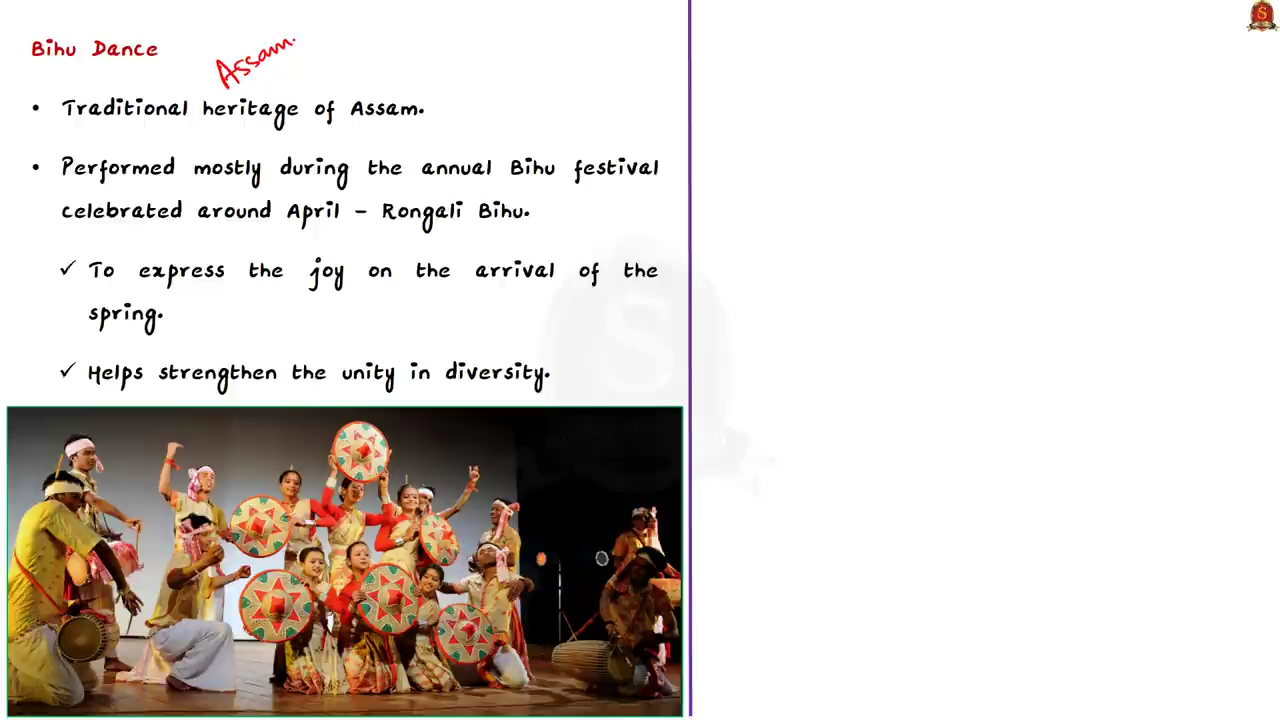 Bihu Dance
Assam.
• Traditional heritage of Assam.
• Performed mostly during the annual Bihu festival
celebrated around April – Rongali Bihu.
✓ To express the joy on the arrival of the
spring.
✓ Helps strengthen the unity in diversity.
S
S